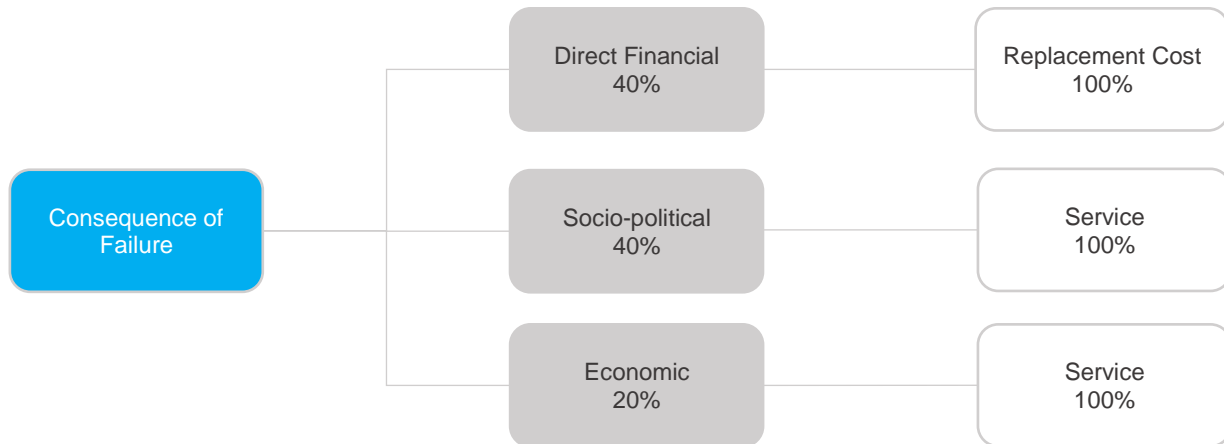 Direct Financial
40%
Replacement Cost
100%
Consequence of
Failure
Socio-political
40%
Service
100%
Economic
20%
Service
100%